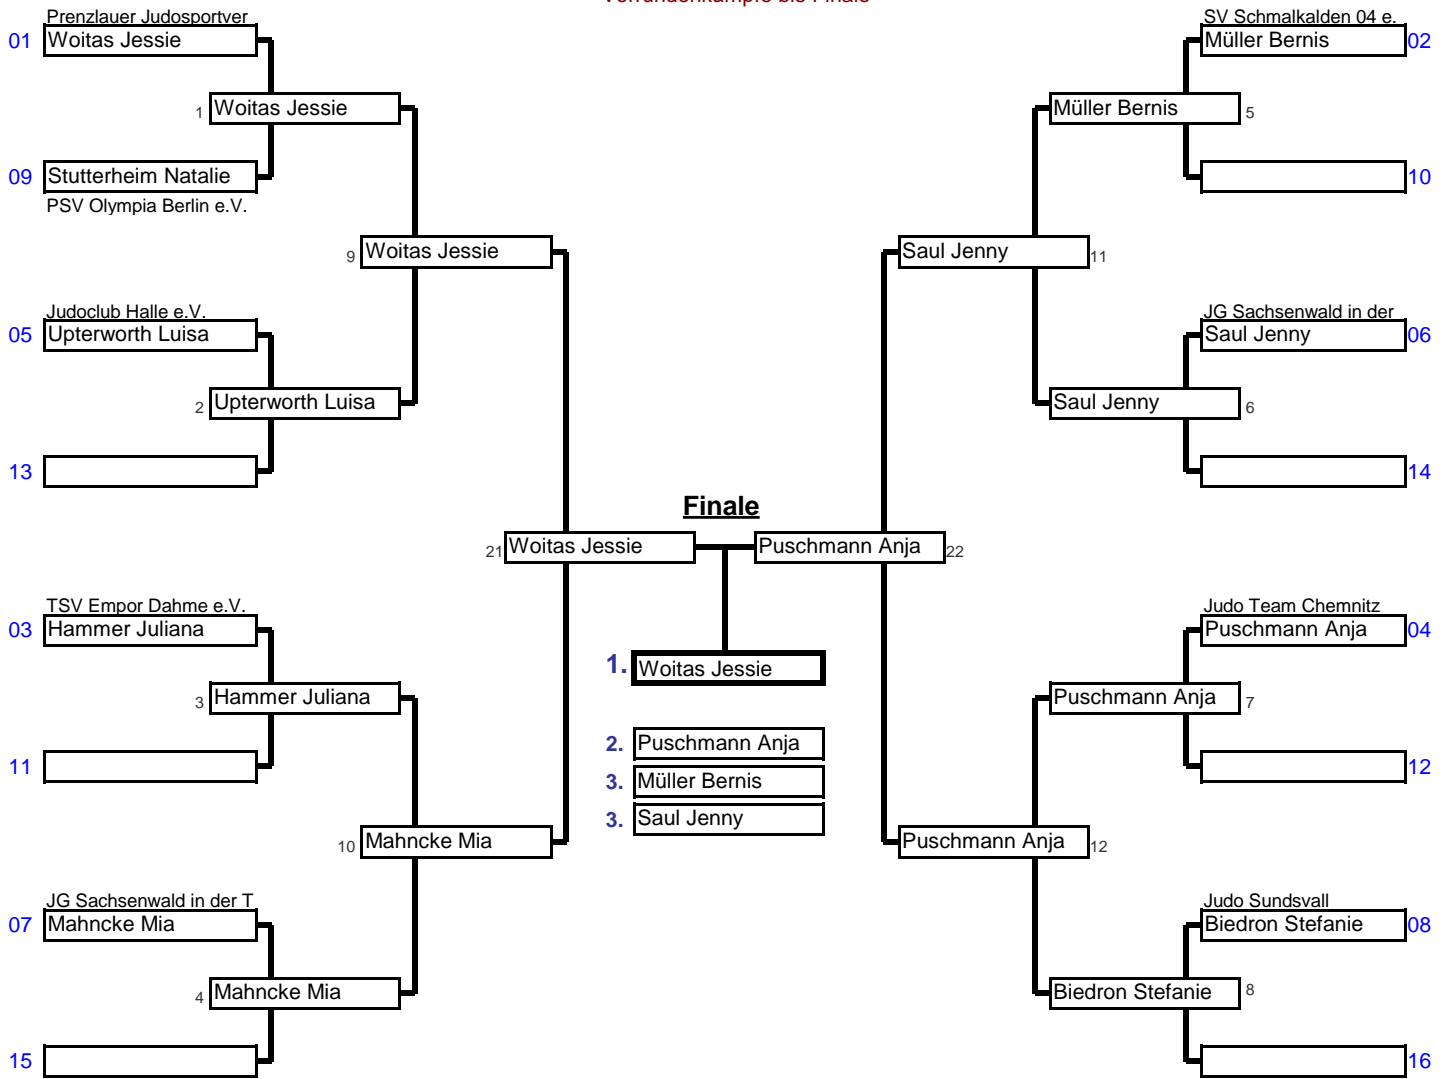 Vorrundenkämpfe bis Finale
Prenzlauer Judosportver
01 Woitas Jessie
1 Woitas Jessie
09 Stutterheim Natalie
PSV Olympia Berlin e.V.
9 Woitas Jessie
Judoclub Halle e.V.
05 Upterworth Luisa
2 Upterworth Luisa
13
21 Woitas Jessie
TSV Empor Dahme e.V.
03 Hammer Juliana
3 Hammer Juliana
11
10 Mahncke Mia
JG Sachsenwald in der T
07 Mahncke Mia
4 Mahncke Mia
15
Finale
1. Woitas Jessie
2. Puschmann Anja
3. Müller Bernis
3. Saul Jenny
SV Schmalkalden 04 e.
Müller Bernis 02
Müller Bernis 5
10
Saul Jenny 11
JG Sachsenwald in der
Saul Jenny 06
Saul Jenny 6
14
Puschmann Anja 22
Judo Team Chemnitz
Puschmann Anja 04
Puschmann Anja 7
12
Puschmann Anja 12
Judo Sundsvall
Biedron Stefanie 08
Biedron Stefanie 8
16